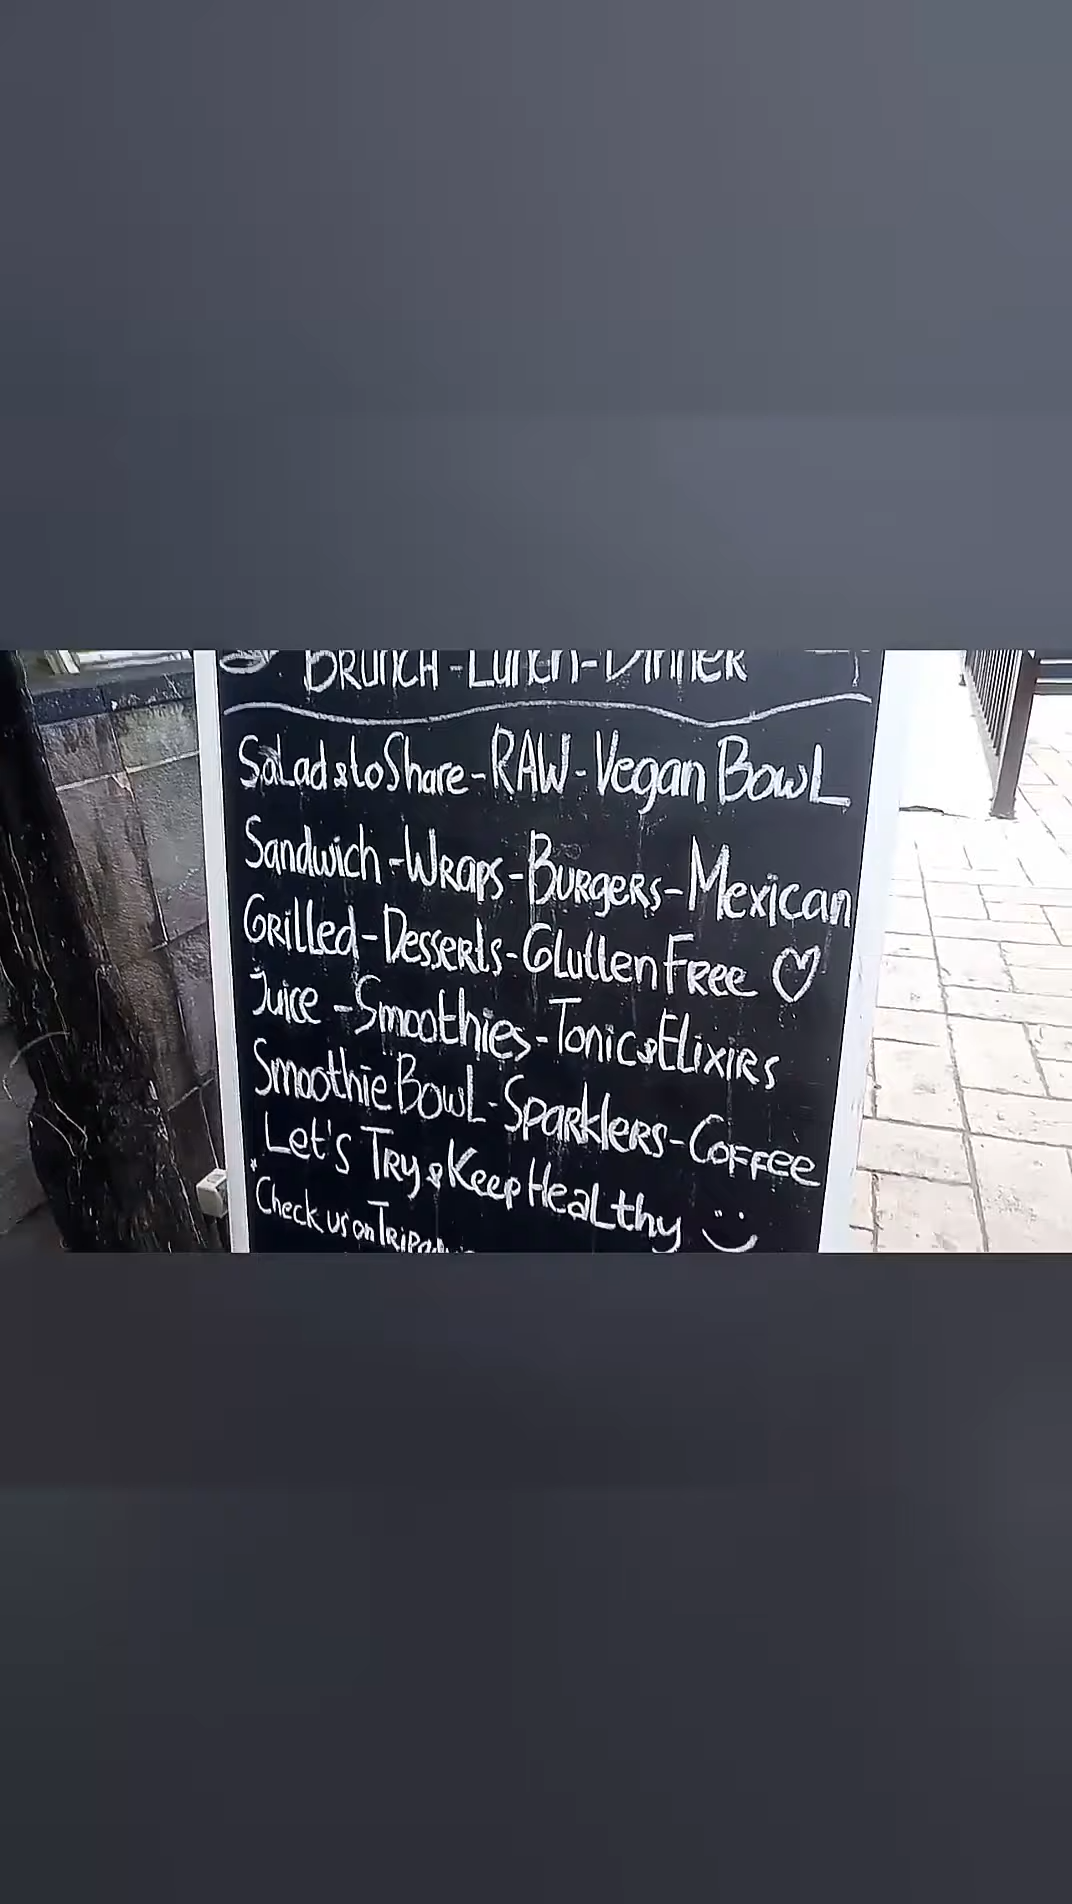 BRUNCH - Lunch - Dinner
Salad & to Share - RAW - Vegan Bowl
Sandwich - Wraps - Burgers - Mexican
Grilled - Desserts - Glutten Free ♡
Juice - Smoothies - Tonic & Elixirs
Smoothie Bowl - Sparklers - Coffee
Let's Try & Keep Healthy
* Check us on